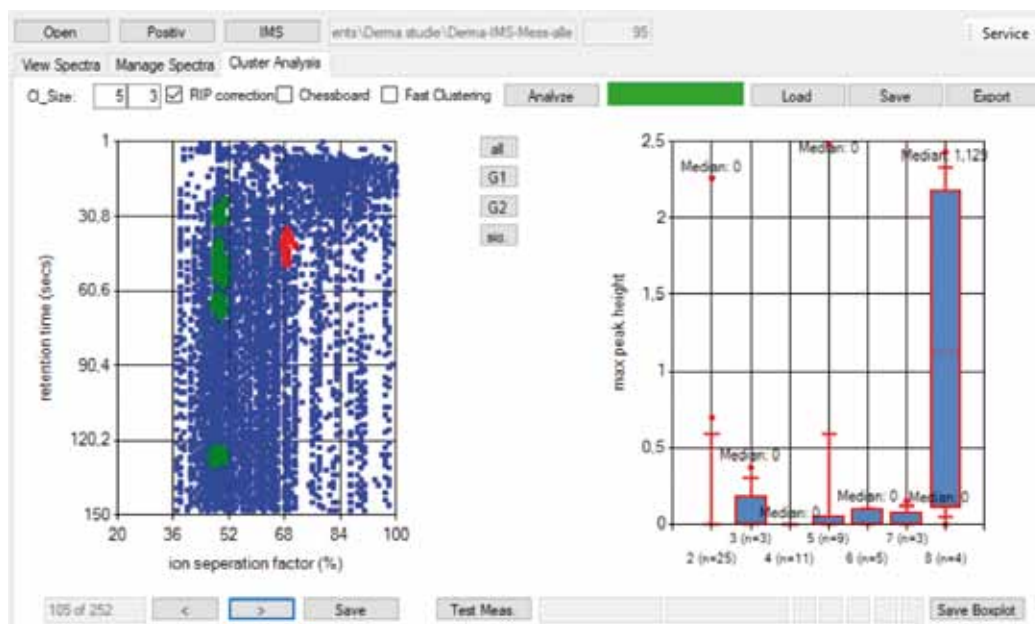 Open Positiv IMS ents\Derma studie\Derma-IMS-Mess-alle 95 Service
View Spectra Manage Spectra Cluster Analysis
Cl_Size: 5 3 RIP correction Chessboard Fast Clustering Analyze Load Save Export
1
30.8
60.6
90.4
120.2
150
20 36 52 68 84 100
retention time (secs)
ion seperation factor (%)
all
G1
G2
sig.
2.5
2
1.5
1
0.5
0
max peak height
Median: 0
Median: 0
Median: 0
Median: 0
Median: 0
Median: 0
Median: 1,129
3 (n=3) 5 (n=9) 7 (n=3)
2 (n=25) 4 (n=11) 6 (n=5) 8 (n=4)
105 of 252 < > Save Test Meas. Save Boxplot